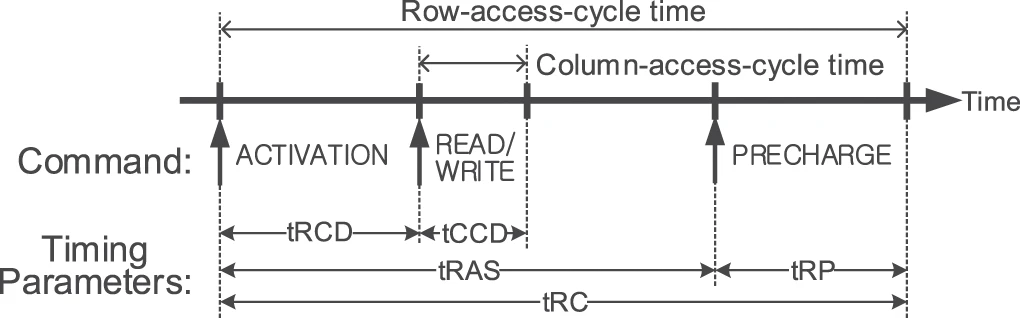 Row-access-cycle time
Column-access-cycle time
Time
Command:
ACTIVATION
READ/
WRITE
PRECHARGE
Timing
Parameters:
tRCD
tCCD
tRAS
tRP
tRC